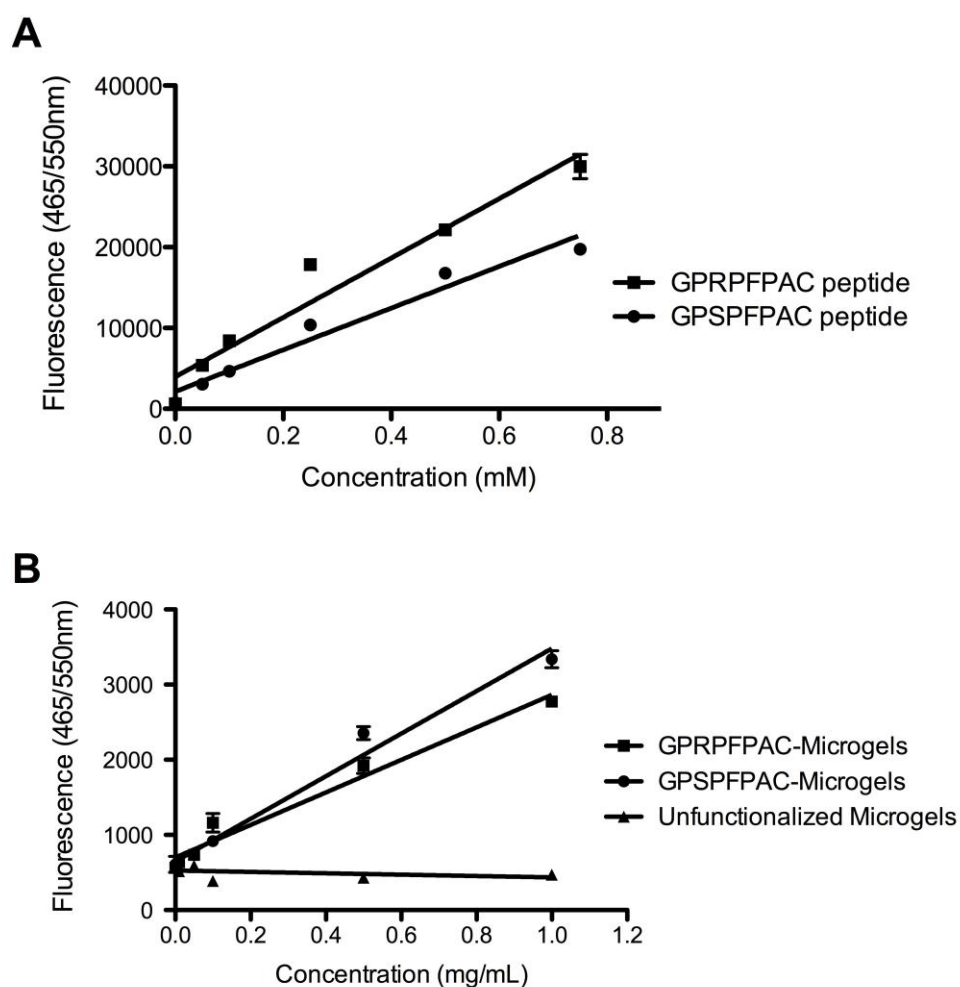 A
Fluorescence (465/550nm)
40000
30000
20000
10000
0
0.0 0.2 0.4 0.6 0.8
Concentration (mM)
GPRPFPAC peptide
GPSPFPAC peptide
B
Fluorescence (465/550nm)
4000
3000
2000
1000
0
0.0 0.2 0.4 0.6 0.8 1.0 1.2
Concentration (mg/mL)
GPRPFPAC-Microgels
GPSPFPAC-Microgels
Unfunctionalized Microgels